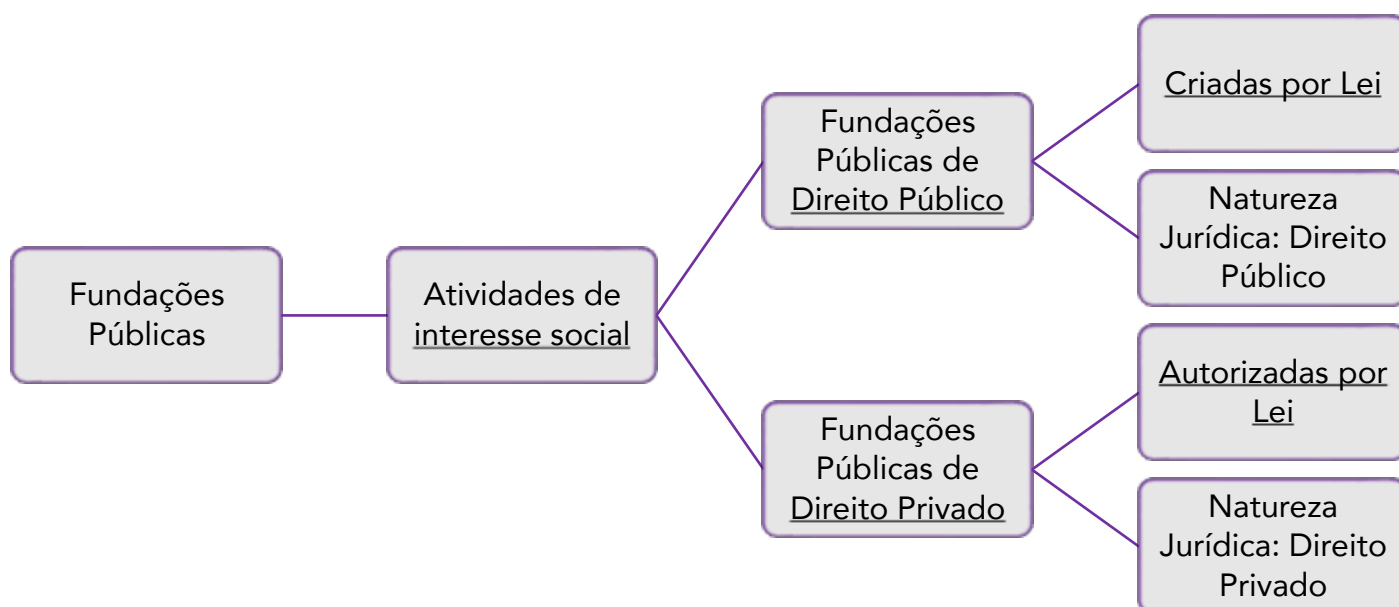 Fundações
Públicas
Atividades de
interesse social
Fundações
Públicas de
Direito Público
Criadas por Lei
Natureza
Jurídica: Direito
Público
Fundações
Públicas de
Direito Privado
Autorizadas por
Lei
Natureza
Jurídica: Direito
Privado